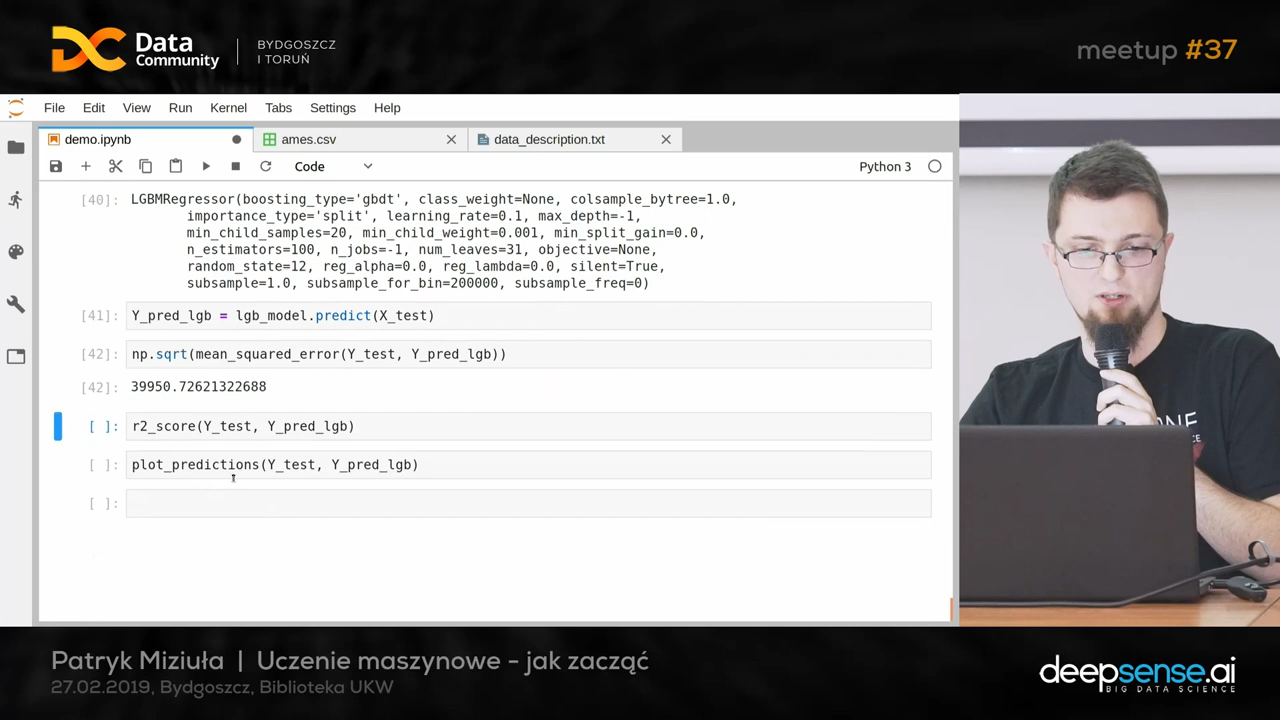 DC Data Community
BYDGOSZCZ I TORUŃ
meetup #37
File Edit View Run Kernel Tabs Settings Help
demo.ipynb ames.csv data_description.txt
Code Python 3
[40]: LGBMRegressor(boosting_type='gbdt', class_weight=None, colsample_bytree=1.0,
importance_type='split', learning_rate=0.1, max_depth=-1,
min_child_samples=20, min_child_weight=0.001, min_split_gain=0.0,
n_estimators=100, n_jobs=-1, num_leaves=31, objective=None,
random_state=12, reg_alpha=0.0, reg_lambda=0.0, silent=True,
subsample=1.0, subsample_for_bin=200000, subsample_freq=0)
[41]: Y_pred_lgb = lgb_model.predict(X_test)
[42]: np.sqrt(mean_squared_error(Y_test, Y_pred_lgb))
[42]: 39950.72621322688
[ ]: r2_score(Y_test, Y_pred_lgb)
[ ]: plot_predictions(Y_test, Y_pred_lgb)
[ ]:
Patryk Miziuła | Uczenie maszynowe - jak zacząć
27.02.2019, Bydgoszcz, Biblioteka UKW
deepsense.ai
BIG DATA SCIENCE